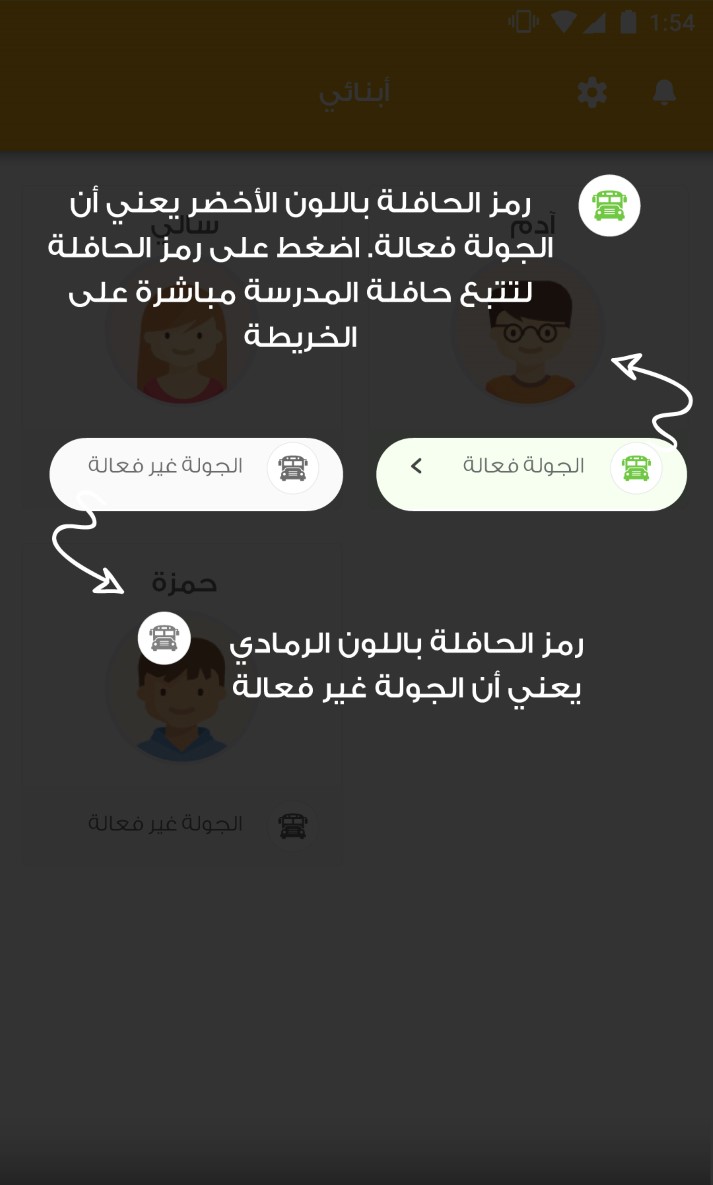 1:54
أبنائي
آدم
سالي
رمز الحافلة باللون الأخضر يعني أن
الجولة فعالة. اضغط على رمز الحافلة
لتتبع حافلة المدرسة مباشرة على
الخريطة
الجولة فعالة
الجولة غير فعالة
حمزة
رمز الحافلة باللون الرمادي
يعني أن الجولة غير فعالة
الجولة غير فعالة